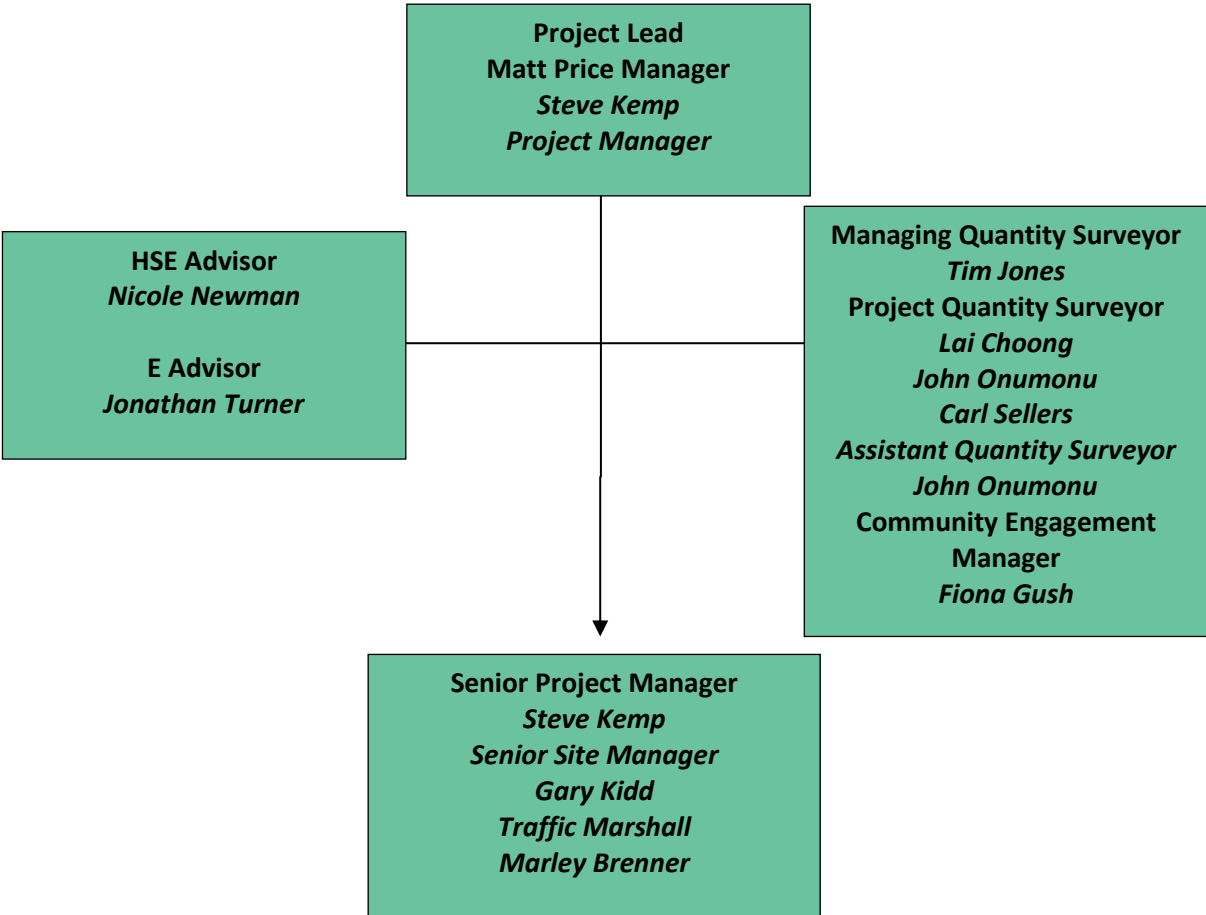 Project Lead
Matt Price Manager
Steve Kemp
Project Manager
HSE Advisor
Nicole Newman
E Advisor
Jonathan Turner
Managing Quantity Surveyor
Tim Jones
Project Quantity Surveyor
Lai Choong
John Onumonu
Carl Sellers
Assistant Quantity Surveyor
John Onumonu
Community Engagement
Manager
Fiona Gush
Senior Project Manager
Steve Kemp
Senior Site Manager
Gary Kidd
Traffic Marshall
Marley Brenner